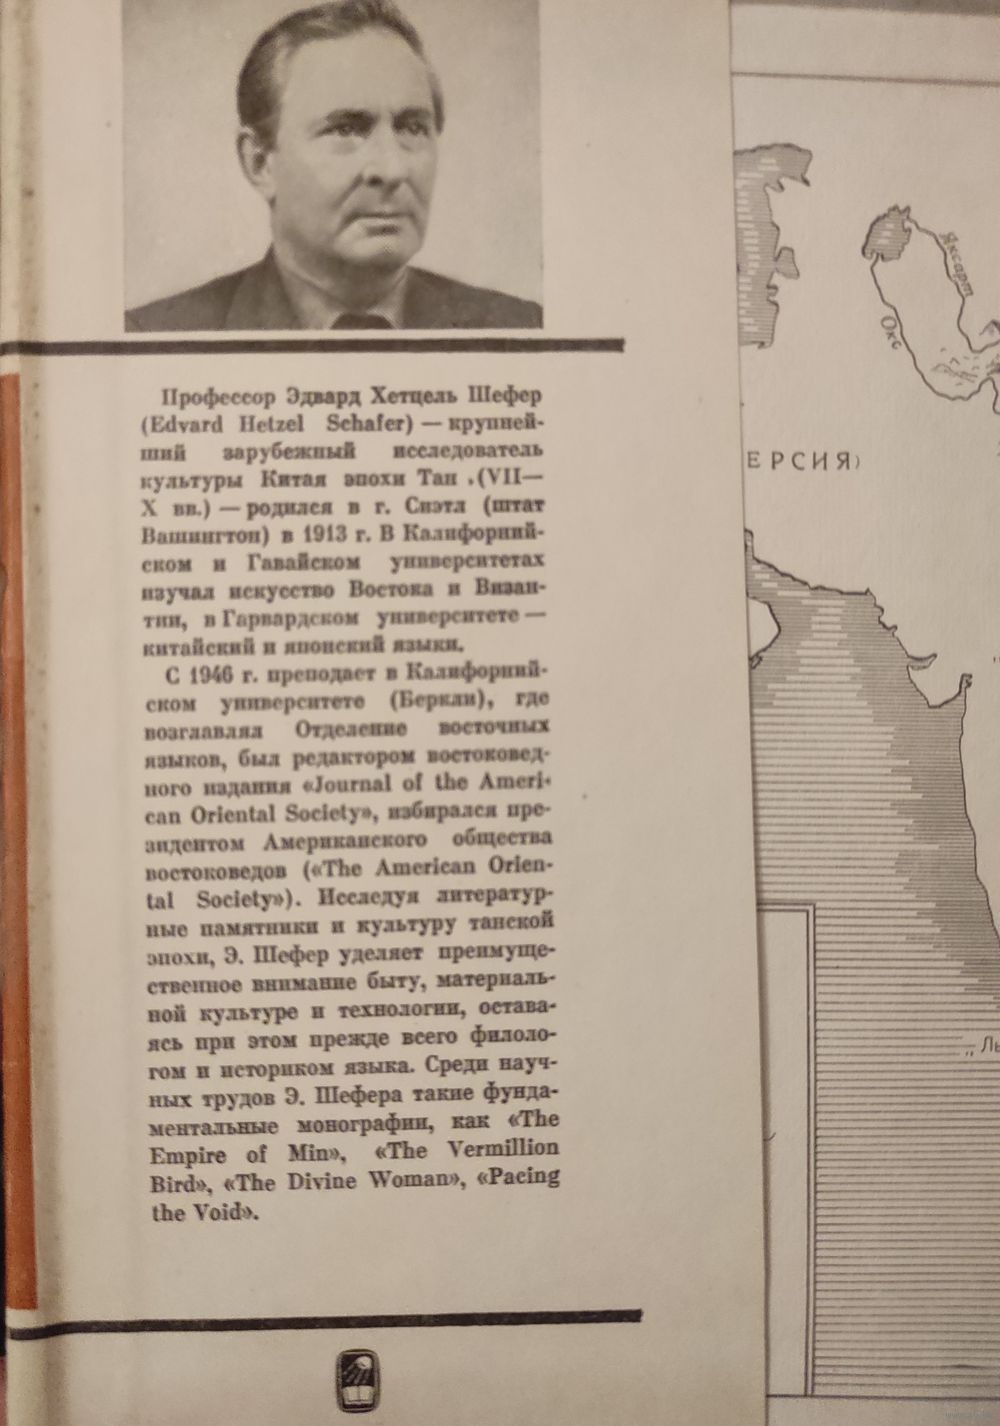 Профессор Эдвард Хетцель Шефер
(Edvard Hetzel Schafer) — крупней-
ший зарубежный исследователь
культуры Китая эпохи Тан (VII—
X вв.) — родился в г. Сиэтл (штат
Вашингтон) в 1913 г. В Калифорний-
ском и Гавайском университетах
изучал искусство Востока и Визан-
тии, в Гарвардском университете —
китайский и японский языки.
С 1946 г. преподает в Калифорний-
ском университете (Беркли), где
возглавлял Отделение восточных
языков, был редактором востоковед-
ного издания «Journal of the Ameri-
can Oriental Society», избирался пре-
зидентом Американского общества
востоковедов («The American Orien-
tal Society»). Исследуя литератур-
ные памятники и культуру танской
эпохи, Э. Шефер уделяет преимуще-
ственное внимание быту, материаль-
ной культуре и технологии, остава-
ясь при этом прежде всего филоло-
гом и историком языка. Среди науч-
ных трудов Э. Шефера такие фунда-
ментальные монографии, как «The
Empire of Min», «The Vermillion
Bird», «The Divine Woman», «Pacing
the Void».
Яксарт
Окс
ЕРСИЯ)
„ Ль